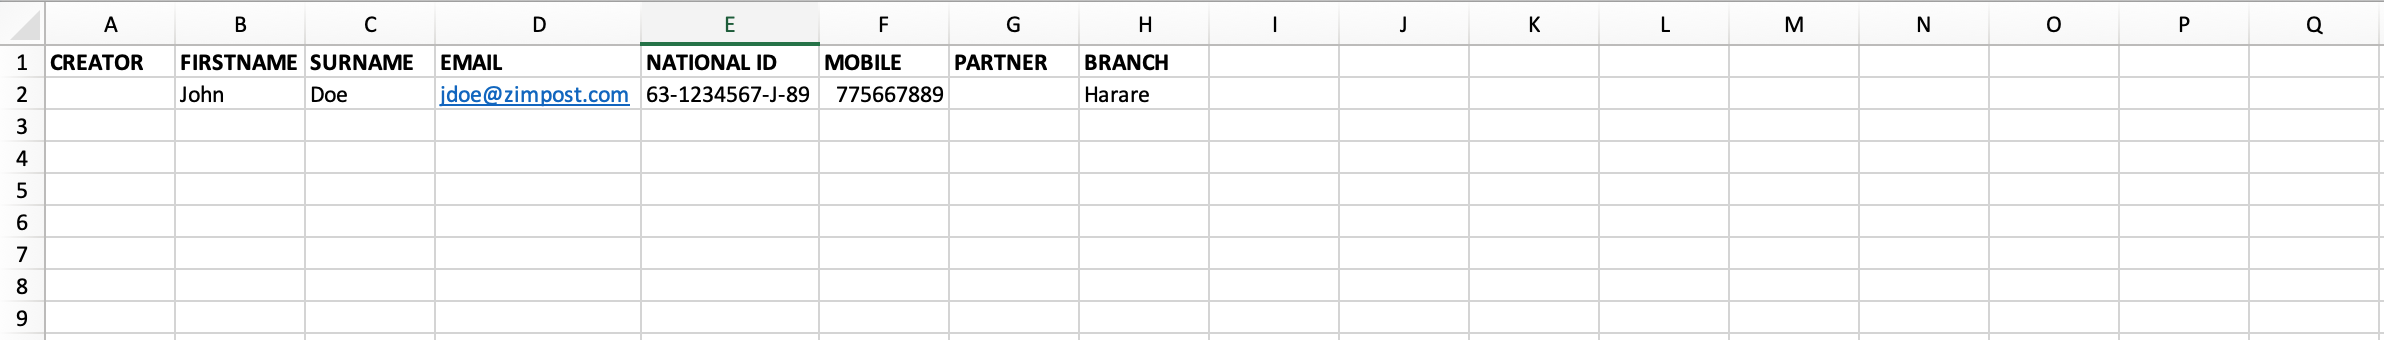 A B C D E F G H I J K L M N O P Q
1 CREATOR FIRSTNAME SURNAME EMAIL NATIONAL ID MOBILE PARTNER BRANCH
2 John Doe jdoe@zimpost.com 63-1234567-J-89 775667889 Harare
3
4
5
6
7
8
9